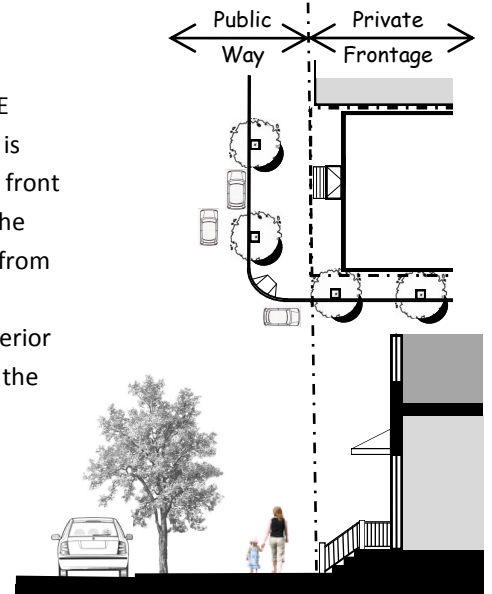 Public Private
Way Frontage
E
is
front
he
from
erior
the